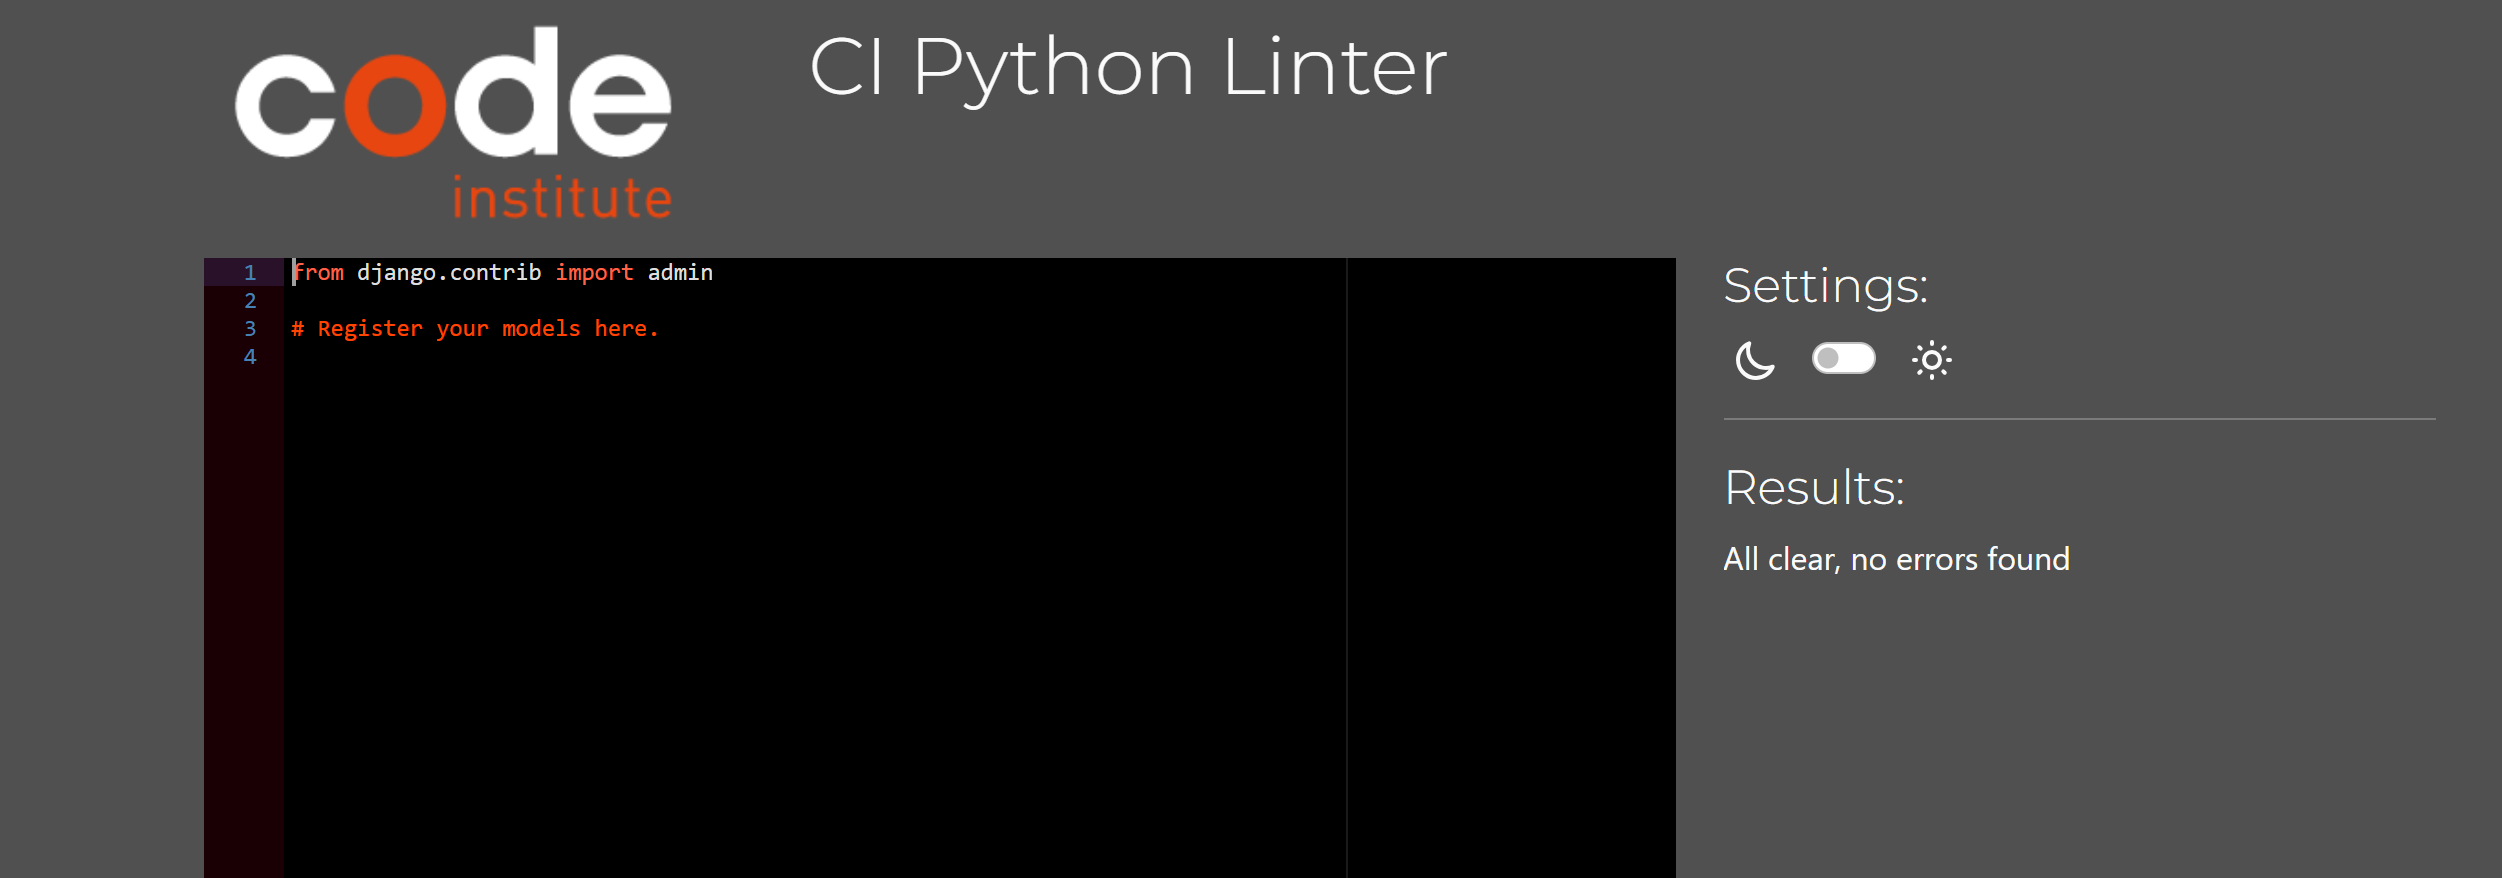 code
institute
CI Python Linter
1 from django.contrib import admin
2
3 # Register your models here.
4
Settings:
Results:
All clear, no errors found